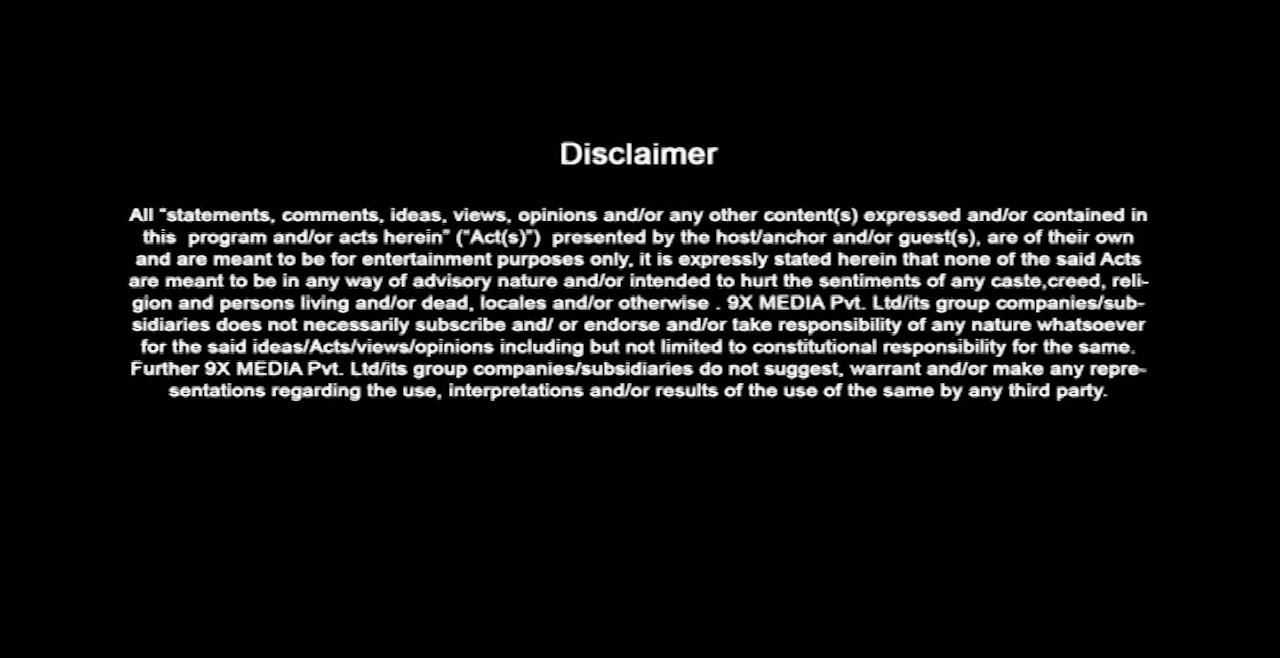 Disclaimer
All "statements, comments, ideas, views, opinions and/or any other content(s) expressed and/or contained in
this program and/or acts herein" ("Act(s)") presented by the host/anchor and/or guest(s), are of their own
and are meant to be for entertainment purposes only, it is expressly stated herein that none of the said Acts
are meant to be in any way of advisory nature and/or intended to hurt the sentiments of any caste,creed, reli-
gion and persons living and/or dead, locales and/or otherwise . 9X MEDIA Pvt. Ltd/its group companies/sub-
sidiaries does not necessarily subscribe and/ or endorse and/or take responsibility of any nature whatsoever
for the said ideas/Acts/views/opinions including but not limited to constitutional responsibility for the same.
Further 9X MEDIA Pvt. Ltd/its group companies/subsidiaries do not suggest, warrant and/or make any repre-
sentations regarding the use, interpretations and/or results of the use of the same by any third party.